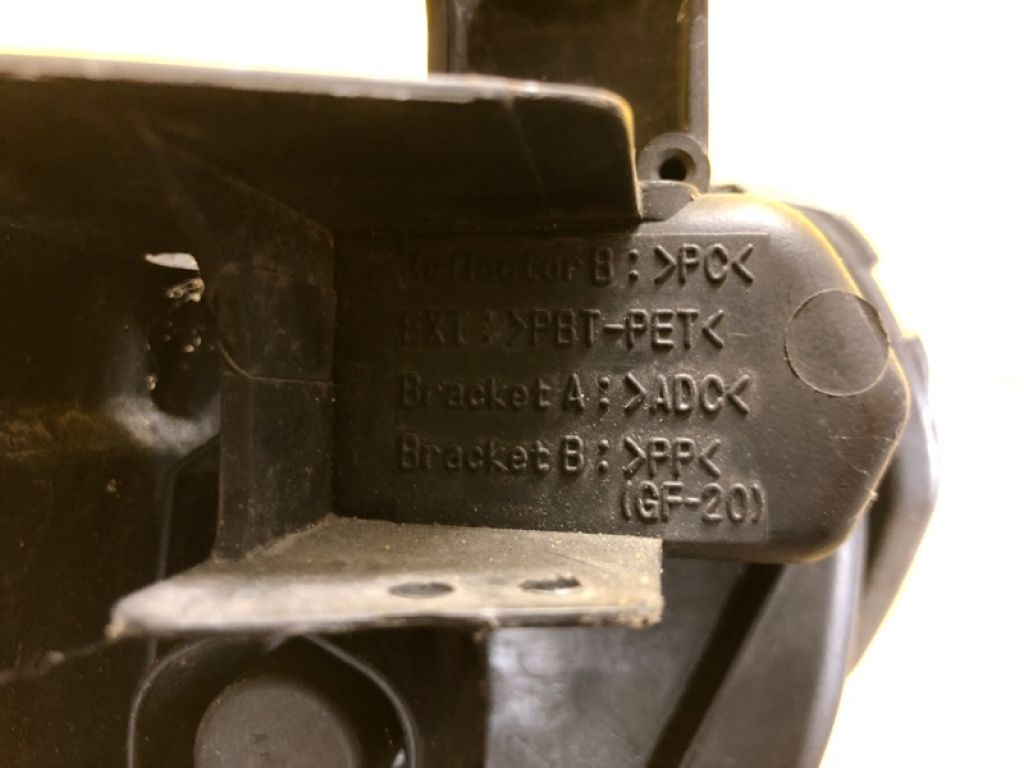 Reflector B : >PC<
EXT : >PBT-PET<
Bracket A : >ADC<
Bracket B : >PP<
(GF-20)